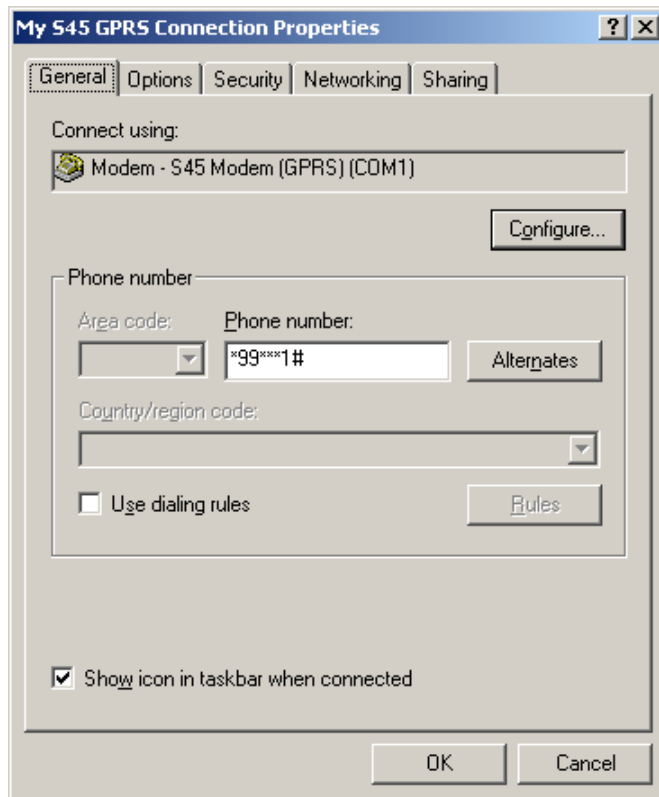 My S45 GPRS Connection Properties
General Options Security Networking Sharing
Connect using:
Modem - S45 Modem (GPRS) (COM1)
Configure...
Phone number
Area code: Phone number:
*99***1# Alternates
Country/region code:
Use dialing rules Rules
Show icon in taskbar when connected
OK Cancel